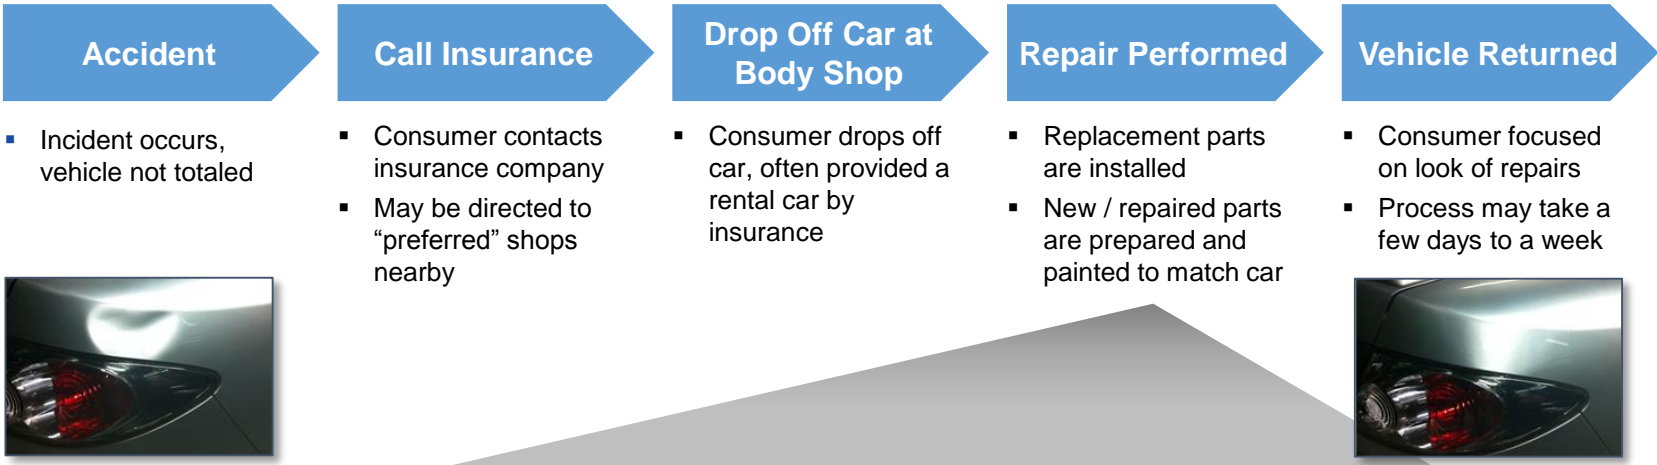 Accident
Call Insurance
Drop Off Car at
Body Shop
Repair Performed
Vehicle Returned
▪ Incident occurs,
vehicle not totaled
▪ Consumer contacts
insurance company
▪ May be directed to
“preferred” shops
nearby
▪ Consumer drops off
car, often provided a
rental car by
insurance
▪ Replacement parts
are installed
▪ New / repaired parts
are prepared and
painted to match car
▪ Consumer focused
on look of repairs
▪ Process may take a
few days to a week